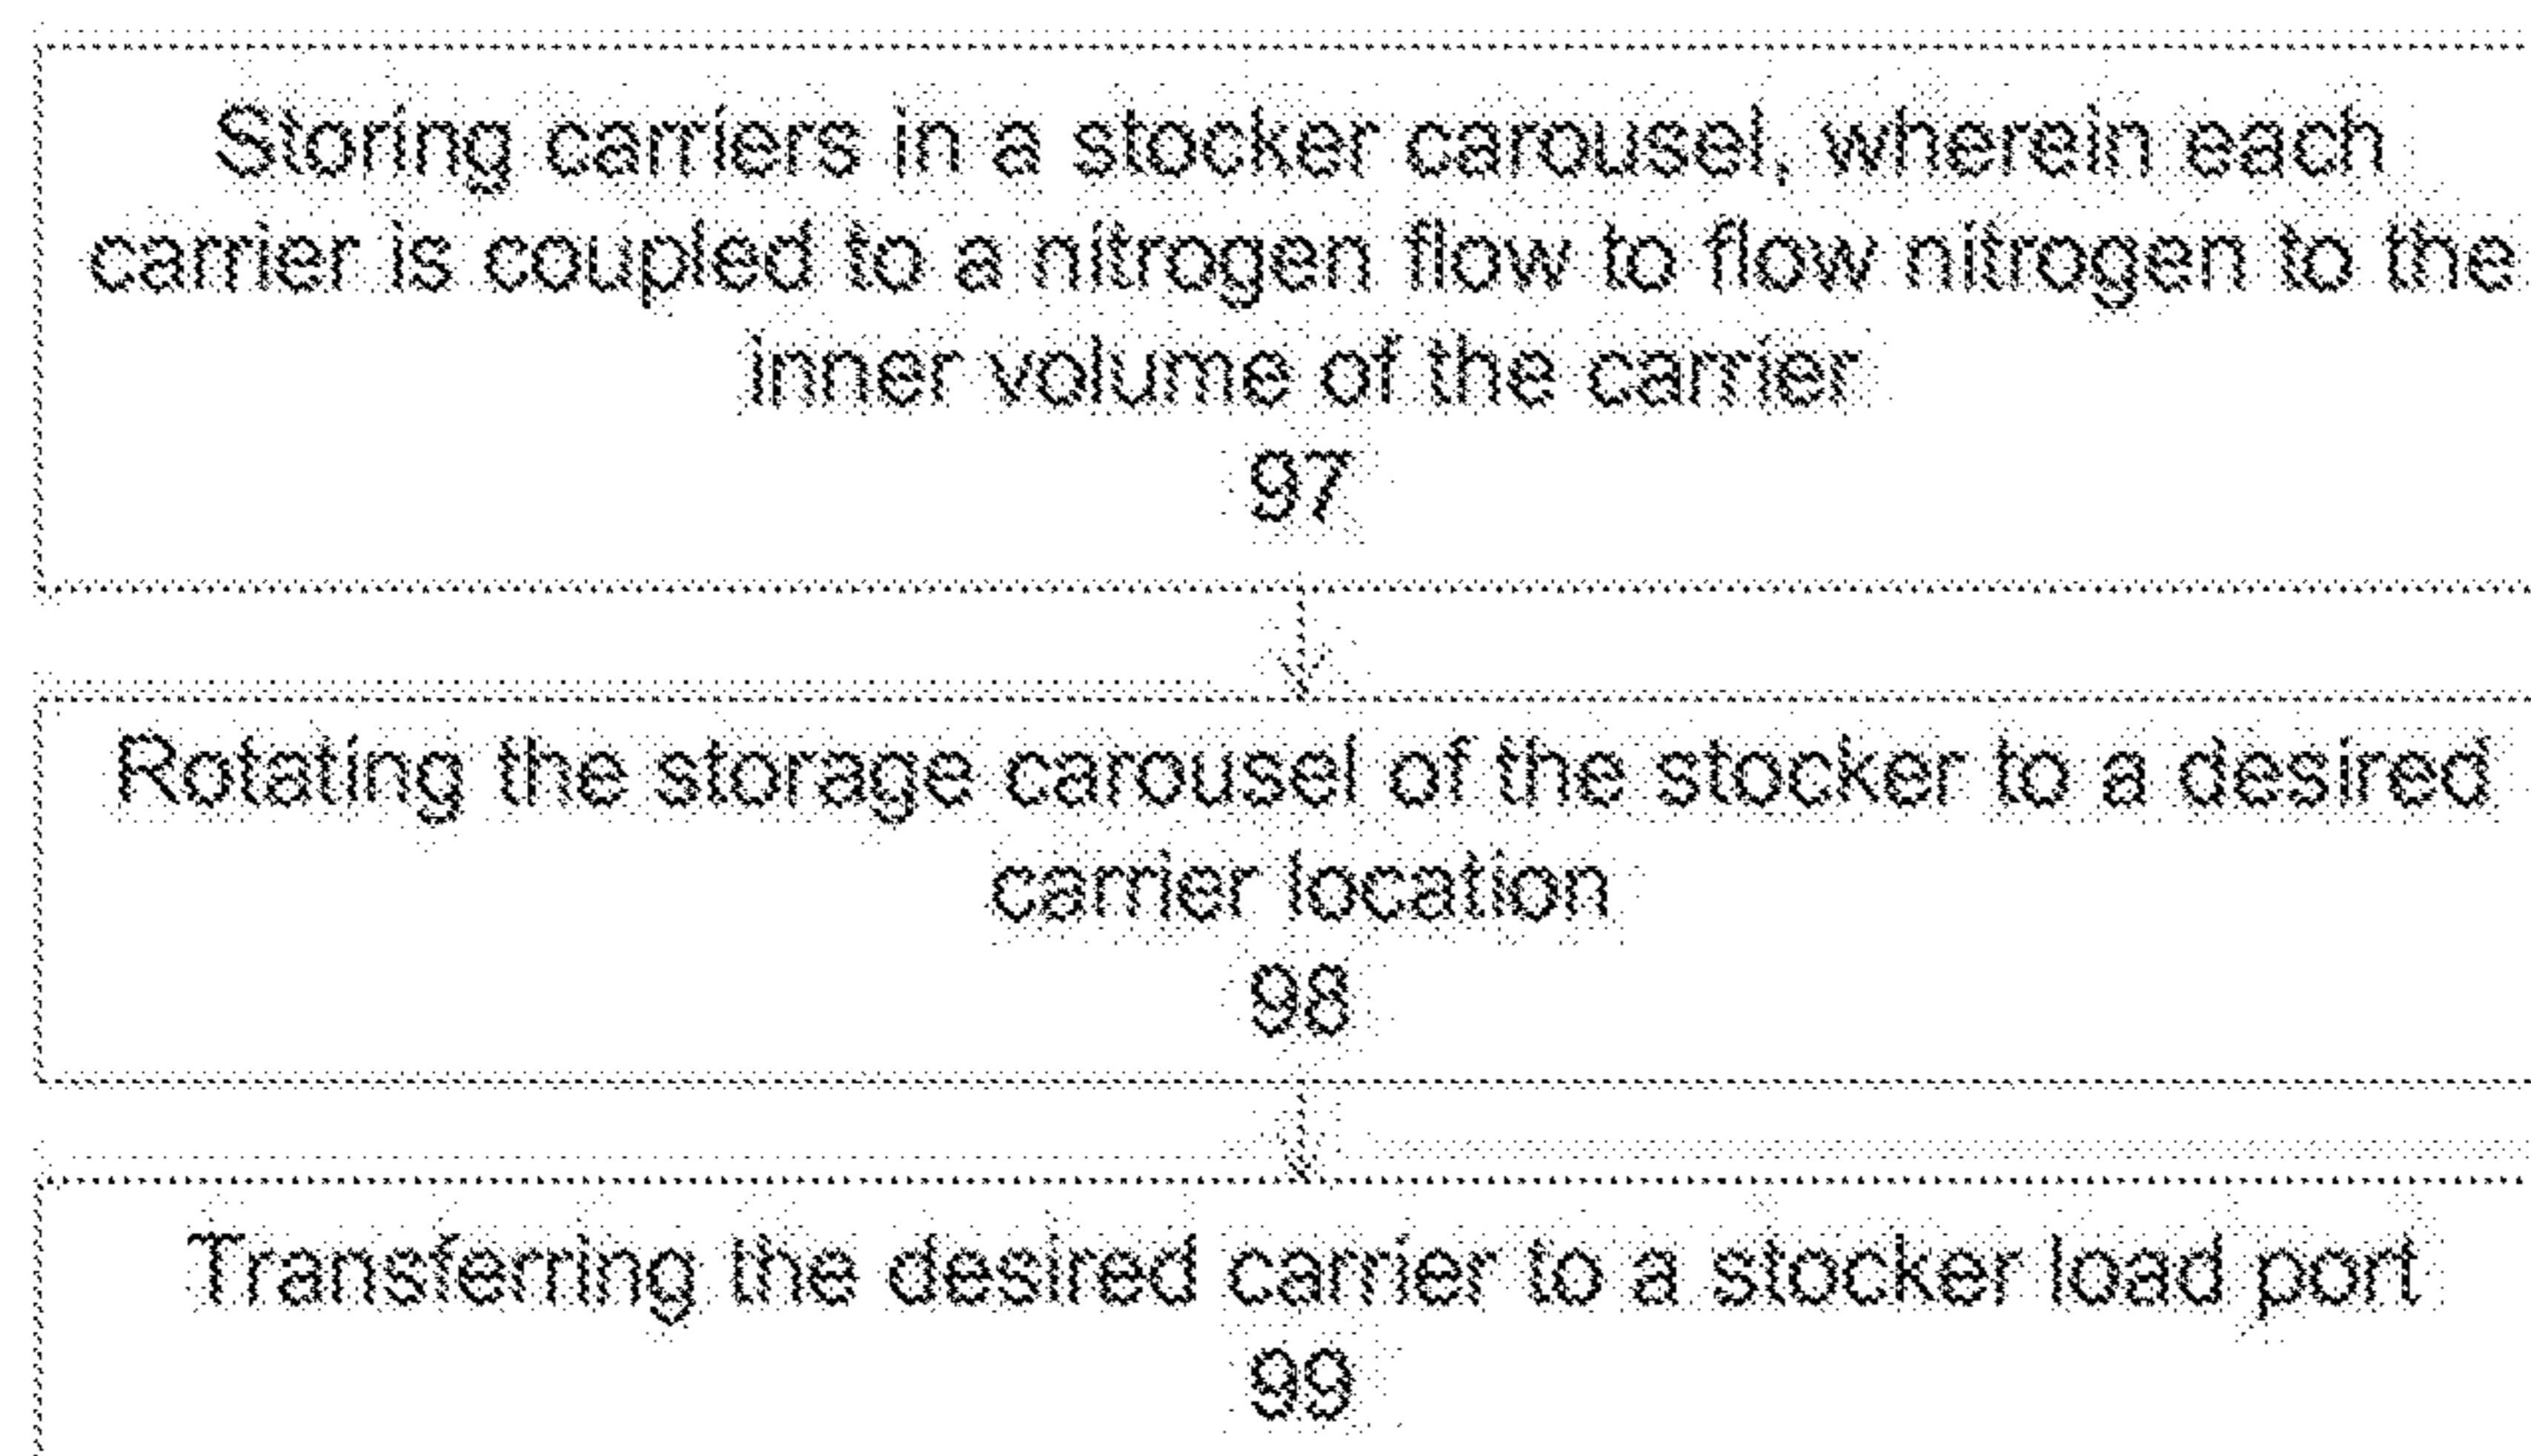 Storing carriers in a stocker carousel, wherein each
carrier is coupled to a nitrogen flow to flow nitrogen to the
inner volume of the carrier
97
Rotating the storage carousel of the stocker to a desired
carrier location
98
Transferring the desired carrier to a stocker load port
99